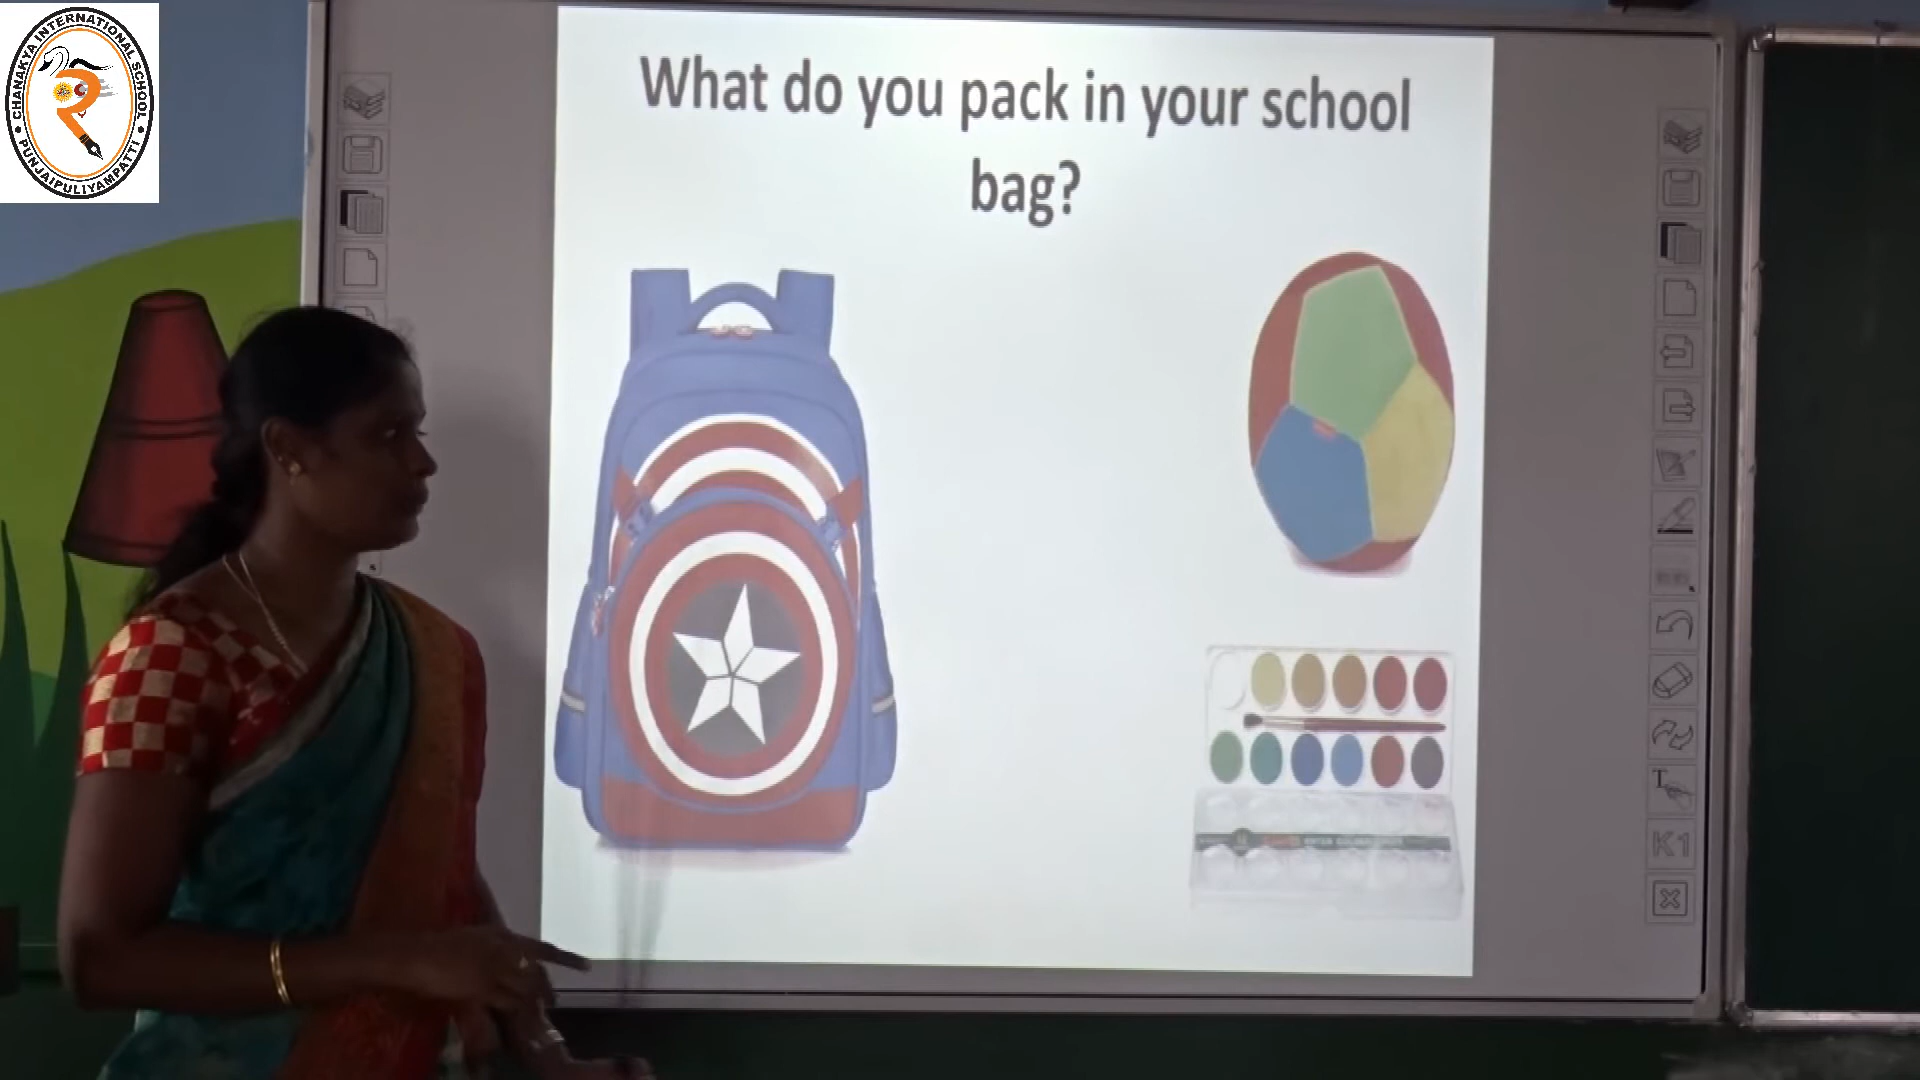 CHANAKYA INTERNATIONAL SCHOOL
PUNJAIPULIYAMPATTI
What do you pack in your school
bag?
T
K1